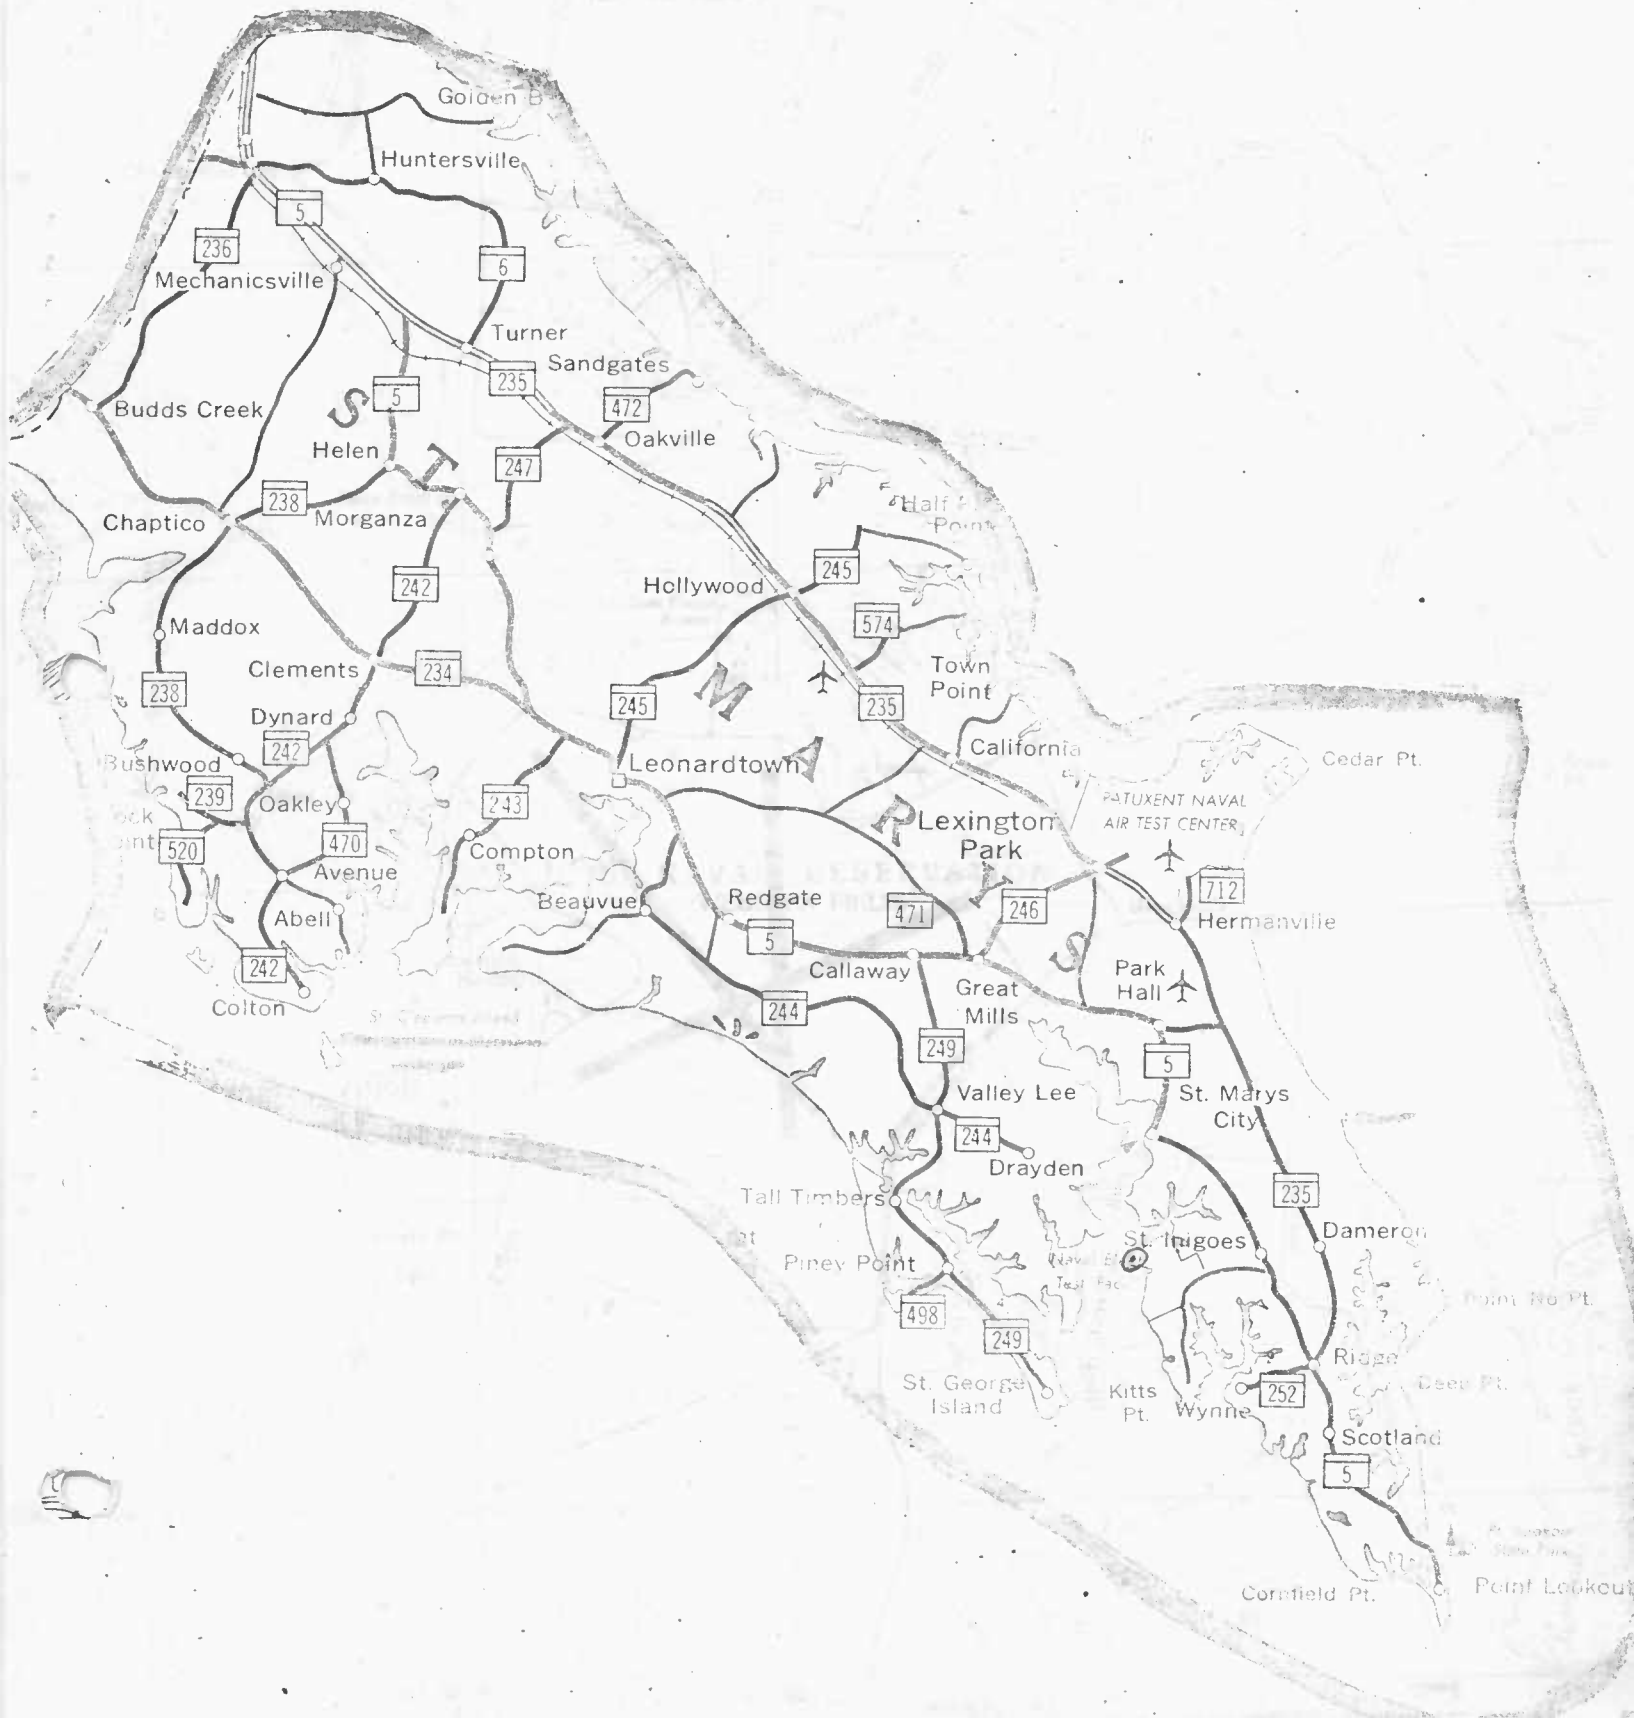 Golden B
Huntersville
5
236
6
Mechanicsville
Turner
Sandgates
235
5
472
Budds Creek
S
T
Oakville
Helen
247
238
Morganza
Chaptico
Half
Point
245
242
Hollywood
574
Maddox
Clements
234
Town
Point
M
238
245
235
Dynard
242
California
Bushwood
Leonardtown
A
Cedar Pt.
239
Oakley
243
PATUXENT NAVAL
AIR TEST CENTER
R
Lexington
Park
520
470
Compton
Avenue
Y
712
Beauvue
Redgate
471
246
Abell
Hermanville
5
S
242
Callaway
Park
Hall
Colton
Great
Mills
244
249
5
Valley Lee
St. Marys
City
244
Drayden
Tall Timbers
235
St. Inigoes
Dameron
Piney Point
Point No Pt.
498
249
Ridge
St. George
Island
Kitts
Pt.
252
Deep Pt.
Wynne
Scotland
5
Cornfield Pt.
Point Lookout